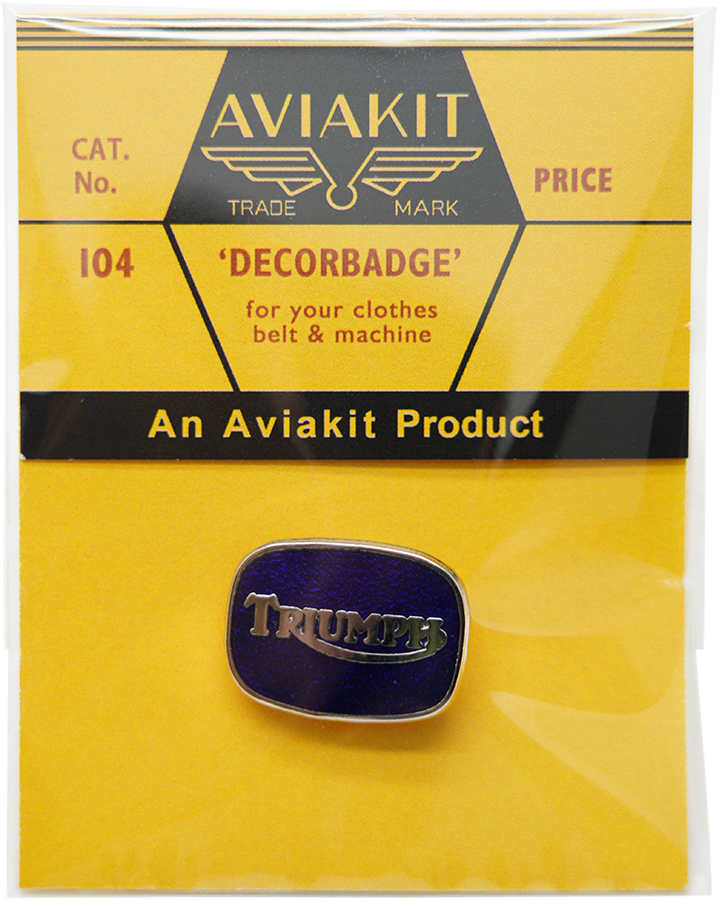 AVIAKIT
TRADE MARK
CAT.
No.
PRICE
104
‘DECORBADGE’
for your clothes
belt & machine
An Aviakit Product
TRIUMPH